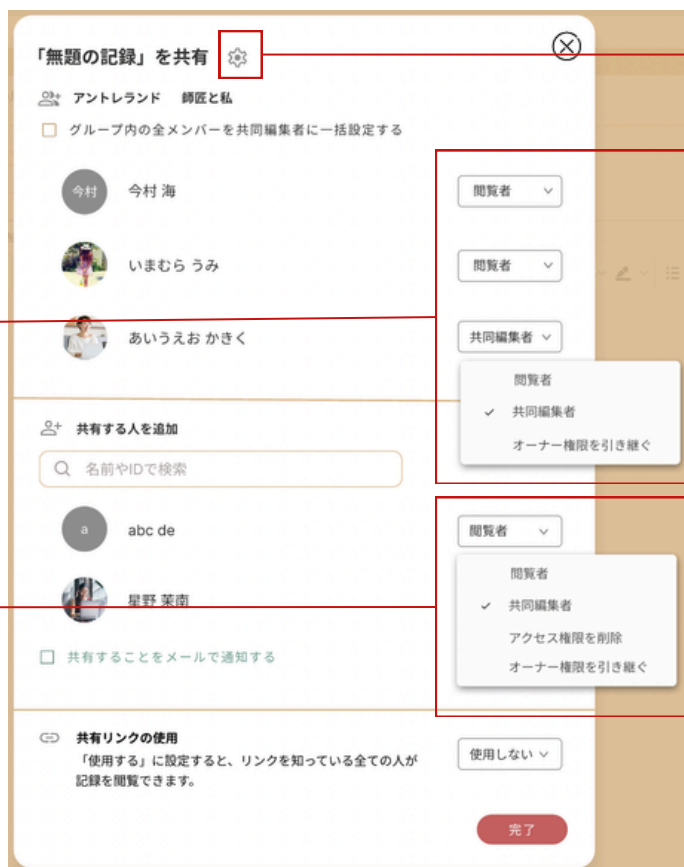 「無題の記録」を共有
アントレランド 師匠と私
グループ内の全メンバーを共同編集者に一括設定する
今村 今村 海 閲覧者
いまむら うみ 閲覧者
あいうえお かきく 共同編集者
閲覧者
共同編集者
オーナー権限を引き継ぐ
共有する人を追加
名前やIDで検索
a abc de 閲覧者
閲覧者
星野 茉南 共同編集者
アクセス権限を削除
共有することをメールで通知する
オーナー権限を引き継ぐ
共有リンクの使用
「使用する」に設定すると、リンクを知っている全ての人が
記録を閲覧できます。
使用しない
完了